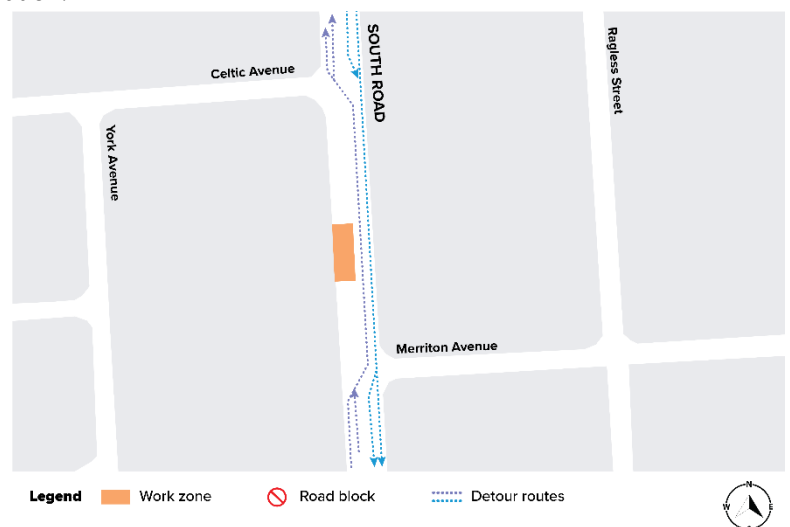 Celtic Avenue
SOUTH ROAD
Ragless Street
York Avenue
Merriton Avenue
Legend Work zone Road block Detour routes
N
W E
S